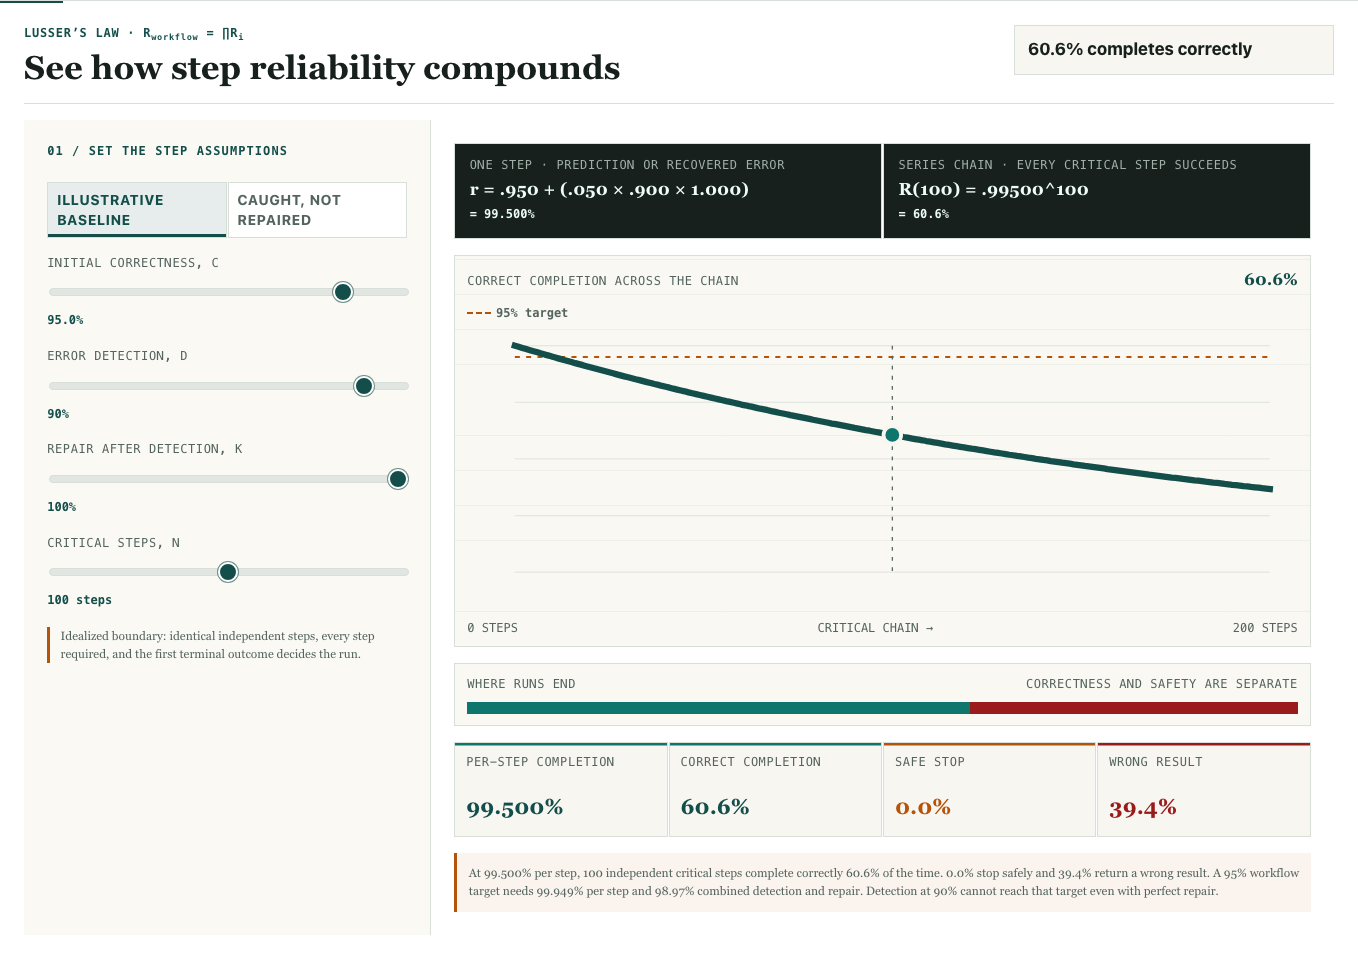 LUSSER'S LAW · Rworkflow = ∏Ri
See how step reliability compounds
60.6% completes correctly
01 / SET THE STEP ASSUMPTIONS
ILLUSTRATIVE
BASELINE
CAUGHT, NOT
REPAIRED
INITIAL CORRECTNESS, C
95.0%
ERROR DETECTION, D
90%
REPAIR AFTER DETECTION, K
100%
CRITICAL STEPS, N
100 steps
Idealized boundary: identical independent steps, every step
required, and the first terminal outcome decides the run.
ONE STEP · PREDICTION OR RECOVERED ERROR
r = .950 + (.050 × .900 × 1.000)
= 99.500%
SERIES CHAIN · EVERY CRITICAL STEP SUCCEEDS
R(100) = .99500^100
= 60.6%
CORRECT COMPLETION ACROSS THE CHAIN
60.6%
95% target
0 STEPS
CRITICAL CHAIN →
200 STEPS
WHERE RUNS END
CORRECTNESS AND SAFETY ARE SEPARATE
PER-STEP COMPLETION
99.500%
CORRECT COMPLETION
60.6%
SAFE STOP
0.0%
WRONG RESULT
39.4%
At 99.500% per step, 100 independent critical steps complete correctly 60.6% of the time. 0.0% stop safely and 39.4% return a wrong result. A 95% workflow
target needs 99.949% per step and 98.97% combined detection and repair. Detection at 90% cannot reach that target even with perfect repair.